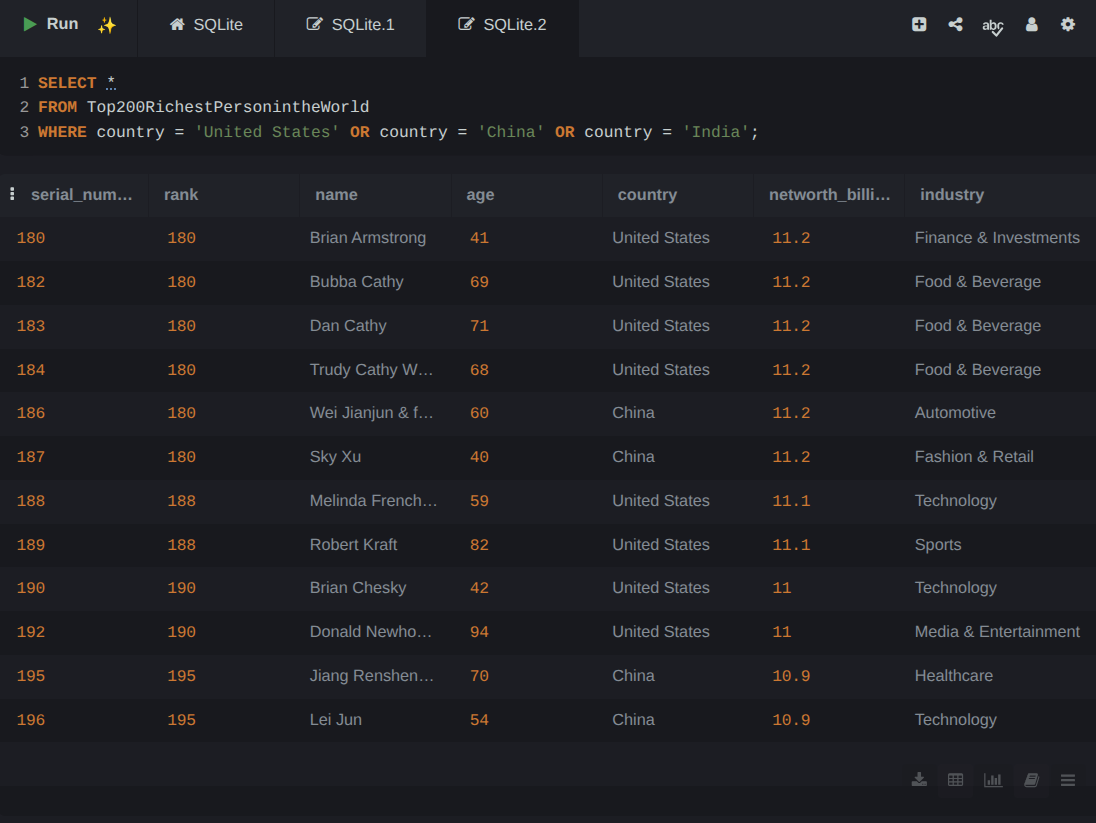 Run SQLite SQLite.1 SQLite.2 abc
1 SELECT *
2 FROM Top200RichestPersonintheWorld
3 WHERE country = 'United States' OR country = 'China' OR country = 'India';
serial_num… rank name age country networth_billi… industry
180 180 Brian Armstrong 41 United States 11.2 Finance & Investments
182 180 Bubba Cathy 69 United States 11.2 Food & Beverage
183 180 Dan Cathy 71 United States 11.2 Food & Beverage
184 180 Trudy Cathy W… 68 United States 11.2 Food & Beverage
186 180 Wei Jianjun & f… 60 China 11.2 Automotive
187 180 Sky Xu 40 China 11.2 Fashion & Retail
188 188 Melinda French… 59 United States 11.1 Technology
189 188 Robert Kraft 82 United States 11.1 Sports
190 190 Brian Chesky 42 United States 11 Technology
192 190 Donald Newho… 94 United States 11 Media & Entertainment
195 195 Jiang Renshen… 70 China 10.9 Healthcare
196 195 Lei Jun 54 China 10.9 Technology